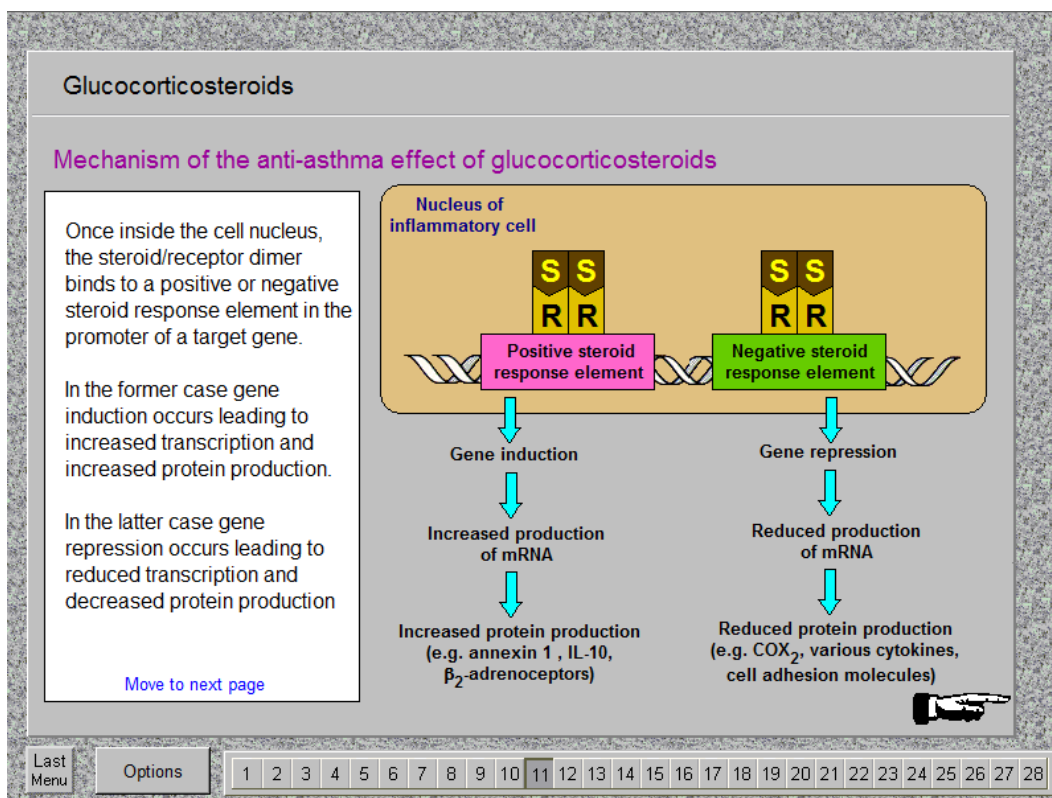 Glucocorticosteroids
Mechanism of the anti-asthma effect of glucocorticosteroids
Once inside the cell nucleus,
the steroid/receptor dimer
binds to a positive or negative
steroid response element in the
promoter of a target gene.
In the former case gene
induction occurs leading to
increased transcription and
increased protein production.
In the latter case gene
repression occurs leading to
reduced transcription and
decreased protein production
Move to next page
Nucleus of
inflammatory cell
S S
R R
Positive steroid
response element
S S
R R
Negative steroid
response element
Gene induction
Increased production
of mRNA
Increased protein production
(e.g. annexin 1 , IL-10,
β₂-adrenoceptors)
Gene repression
Reduced production
of mRNA
Reduced protein production
(e.g. COX₂, various cytokines,
cell adhesion molecules)
Last
Menu
Options
1 2 3 4 5 6 7 8 9 10 11 12 13 14 15 16 17 18 19 20 21 22 23 24 25 26 27 28